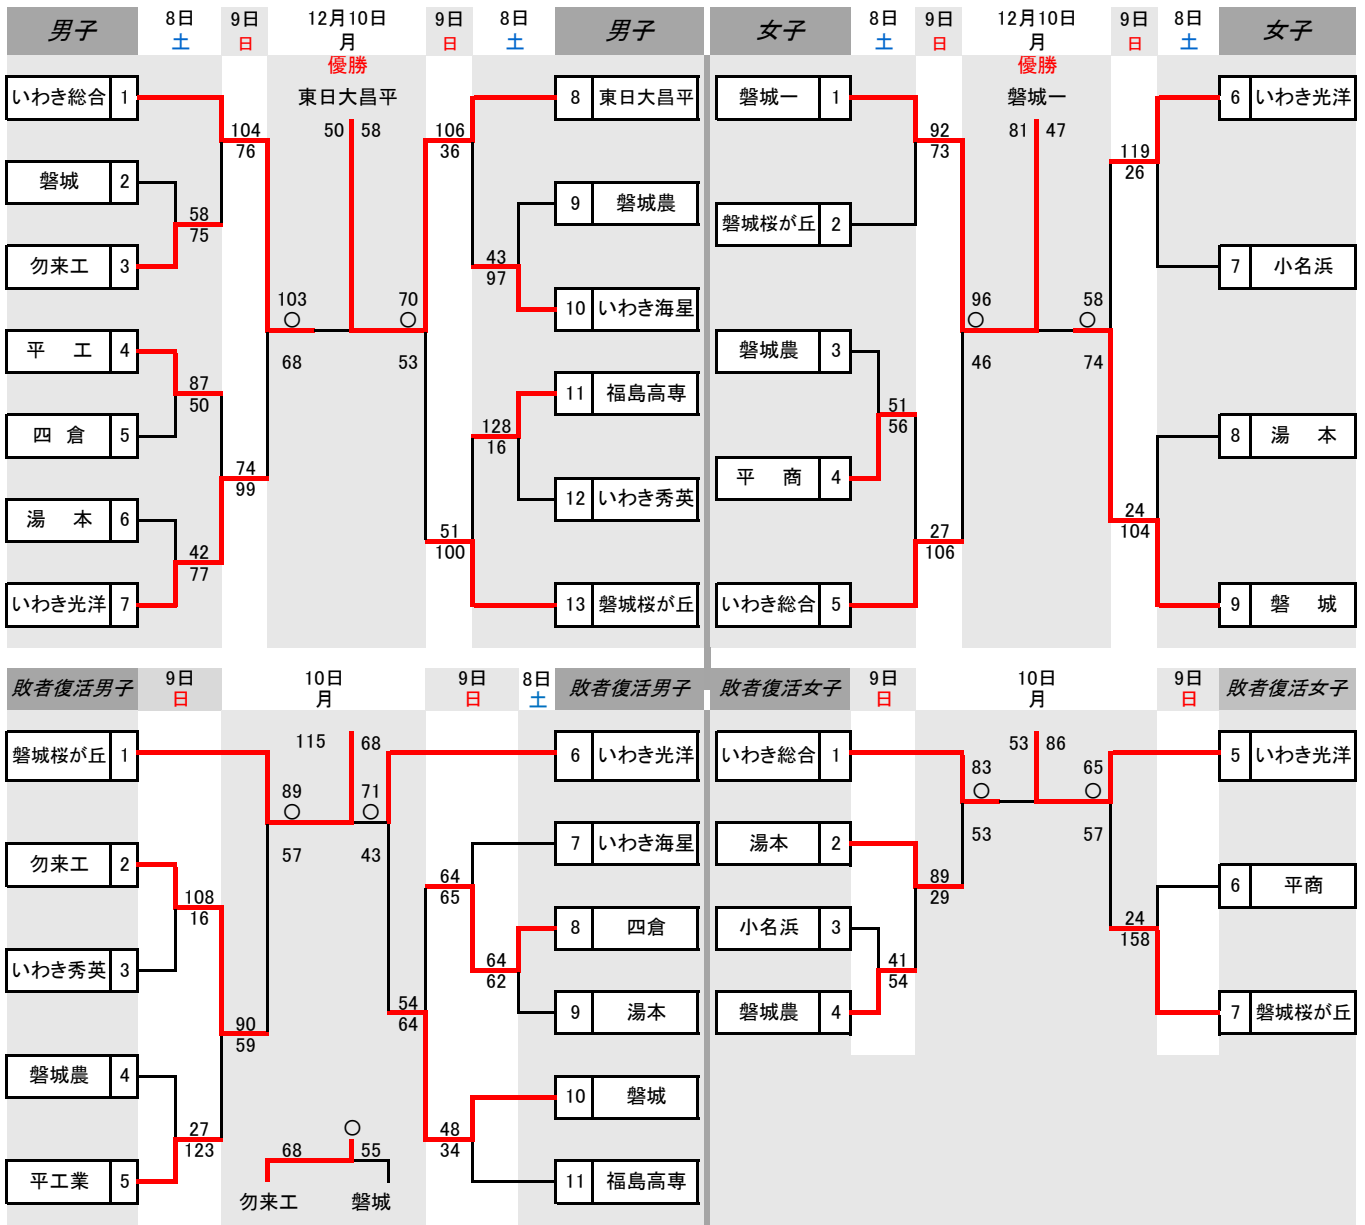 男子
8日
土
9日
日
12月10日
月
9日
日
8日
土
男子
優勝
東日大昌平
50 58
いわき総合 1
磐城 2
勿来工 3
平 工 4
四 倉 5
湯 本 6
いわき光洋 7
104
76
58
75
87
50
74
99
42
77
103
○
68
70
○
53
106
36
43
97
128
16
51
100
8 東日大昌平
9 磐城農
10 いわき海星
11 福島高専
12 いわき秀英
13 磐城桜が丘
女子
8日
土
9日
日
12月10日
月
9日
日
8日
土
女子
優勝
磐城一
81 47
磐城一 1
磐城桜が丘 2
磐城農 3
平 商 4
いわき総合 5
92
73
51
56
27
106
96
○
46
58
○
74
119
26
24
104
6 いわき光洋
7 小名浜
8 湯 本
9 磐 城
敗者復活男子
9日
日
10日
月
9日
日
8日
土
敗者復活男子
115 68
磐城桜が丘 1
勿来工 2
いわき秀英 3
磐城農 4
平工業 5
108
16
90
59
27
123
89
○
57
71
○
43
64
65
64
62
54
64
48
34
6 いわき光洋
7 いわき海星
8 四倉
9 湯本
10 磐城
11 福島高専
○
68 55
勿来工 磐城
敗者復活女子
9日
日
10日
月
9日
日
敗者復活女子
53 86
いわき総合 1
湯本 2
小名浜 3
磐城農 4
83
○
53
89
29
41
54
65
○
57
24
158
5 いわき光洋
6 平商
7 磐城桜が丘